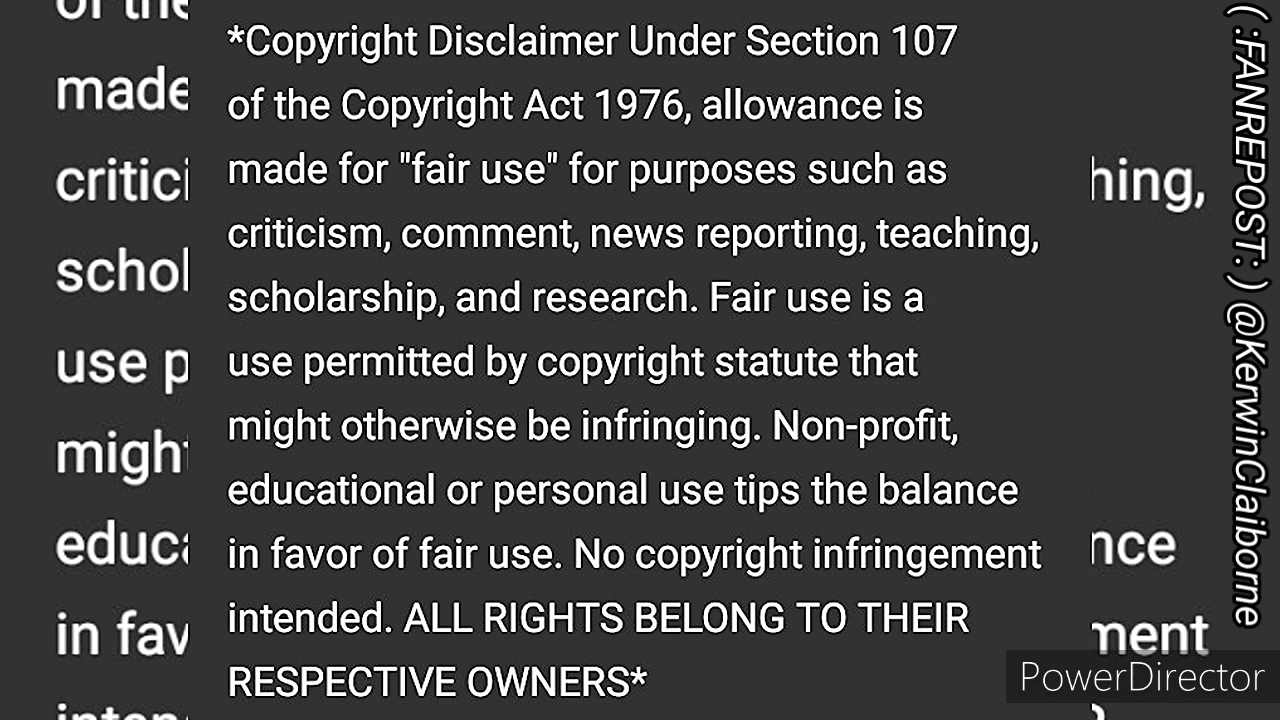 *Copyright Disclaimer Under Section 107
of the Copyright Act 1976, allowance is
made for "fair use" for purposes such as
criticism, comment, news reporting, teaching,
scholarship, and research. Fair use is a
use permitted by copyright statute that
might otherwise be infringing. Non-profit,
educational or personal use tips the balance
in favor of fair use. No copyright infringement
intended. ALL RIGHTS BELONG TO THEIR
RESPECTIVE OWNERS*
(:FANREPOST:) @KerwinClaiborne
PowerDirector